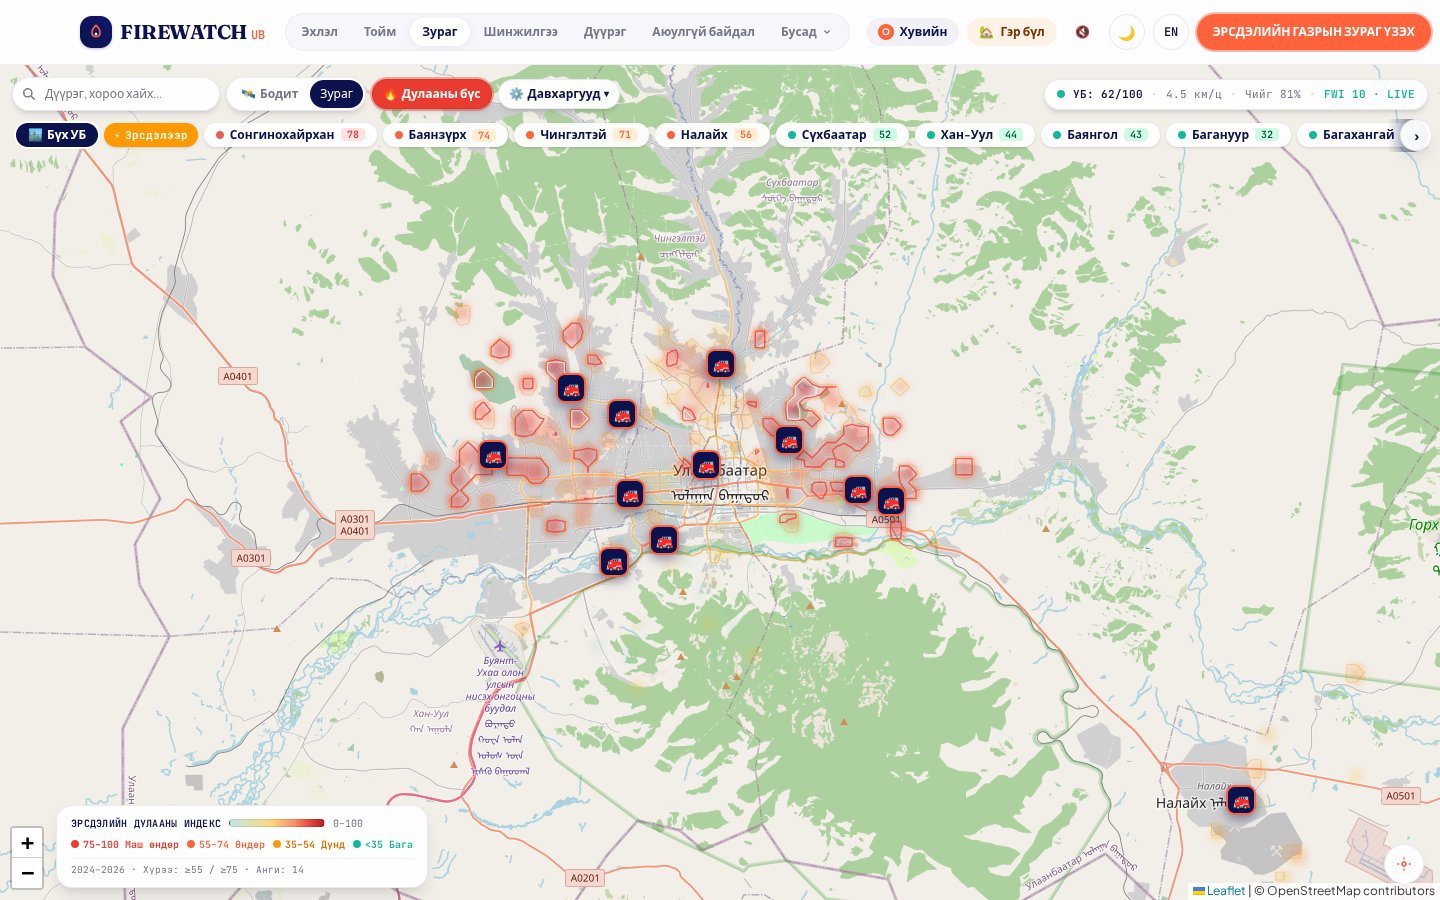 FIREWATCH UB
Эхлэл Тойм Зураг Шинжилгээ Дүүрэг Аюулгүй байдал Бусад
Хувийн Гэр бүл EN ЭРСДЭЛИЙН ГАЗРЫН ЗУРАГ ҮЗЭХ
Дүүрэг, хороо хайх...
Бодит Зураг Дулааны бүс Давхаргууд ▾
УБ: 62/100 · 4.5 км/ц · Чийг 81% · FWI 10 · LIVE
Бүх УБ ⚡ Эрсдэлээр Сонгинохайрхан 78 Баянзүрх 74 Чингэлтэй 71 Налайх 56 Сүхбаатар 52 Хан-Уул 44 Баянгол 43 Багануур 32 Багахангай ›
Сүхбаатар
Чингэлтэй
A0401
A0301
A0401
A0301
A0501
Буянт-
Ухаа олон
улсын
нисэх онгоцны
буудал
Хан-Уул
Налайх
Налайх
A0501
A0201
Улаанбаатар
ЭРСДЭЛИЙН ДУЛААНЫ ИНДЕКС 0–100
75–100 Маш өндөр 55–74 Өндөр 35–54 Дунд <35 Бага
2024–2026 · Хүрээ: ≥55 / ≥75 · Анги: 14
+
−
Leaflet | © OpenStreetMap contributors